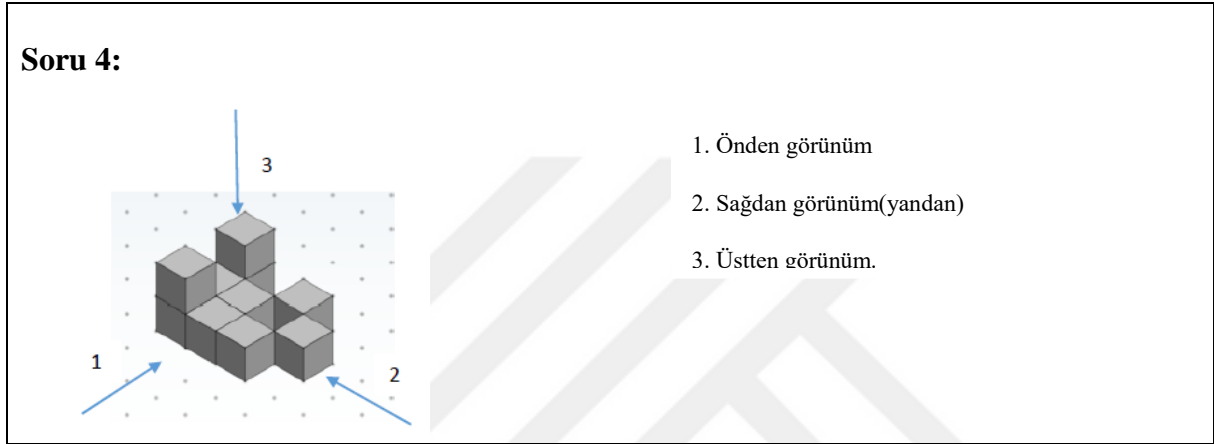 Soru 4:
3
1. Önden görünüm
2. Sağdan görünüm(yandan)
3. Üstten görünüm.
1
2